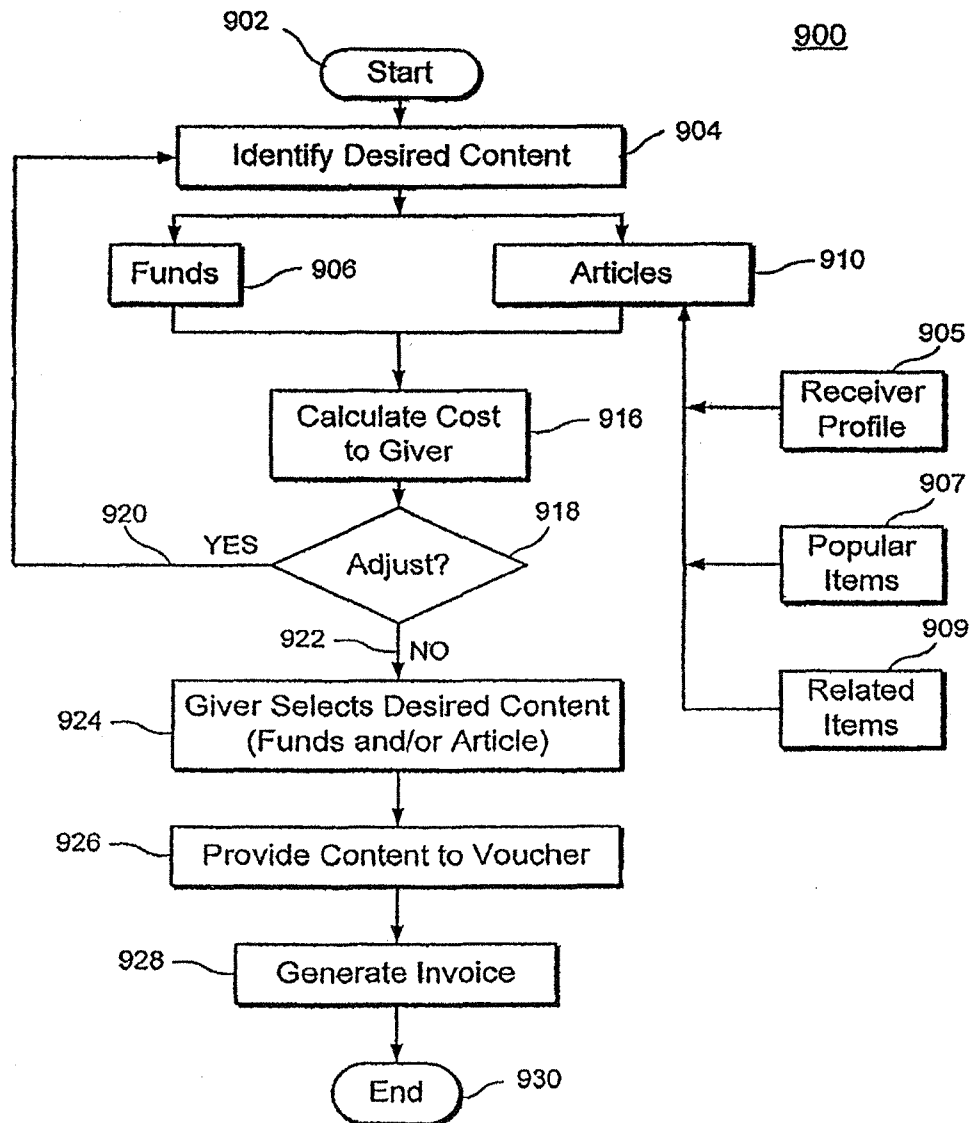 900
902
Start
904
Identify Desired Content
Funds
906
Articles
910
905
Receiver
Profile
Calculate Cost
to Giver
916
907
Popular
Items
920
YES
Adjust?
918
922
NO
909
Related
Items
924
Giver Selects Desired Content
(Funds and/or Article)
926
Provide Content to Voucher
928
Generate Invoice
End
930